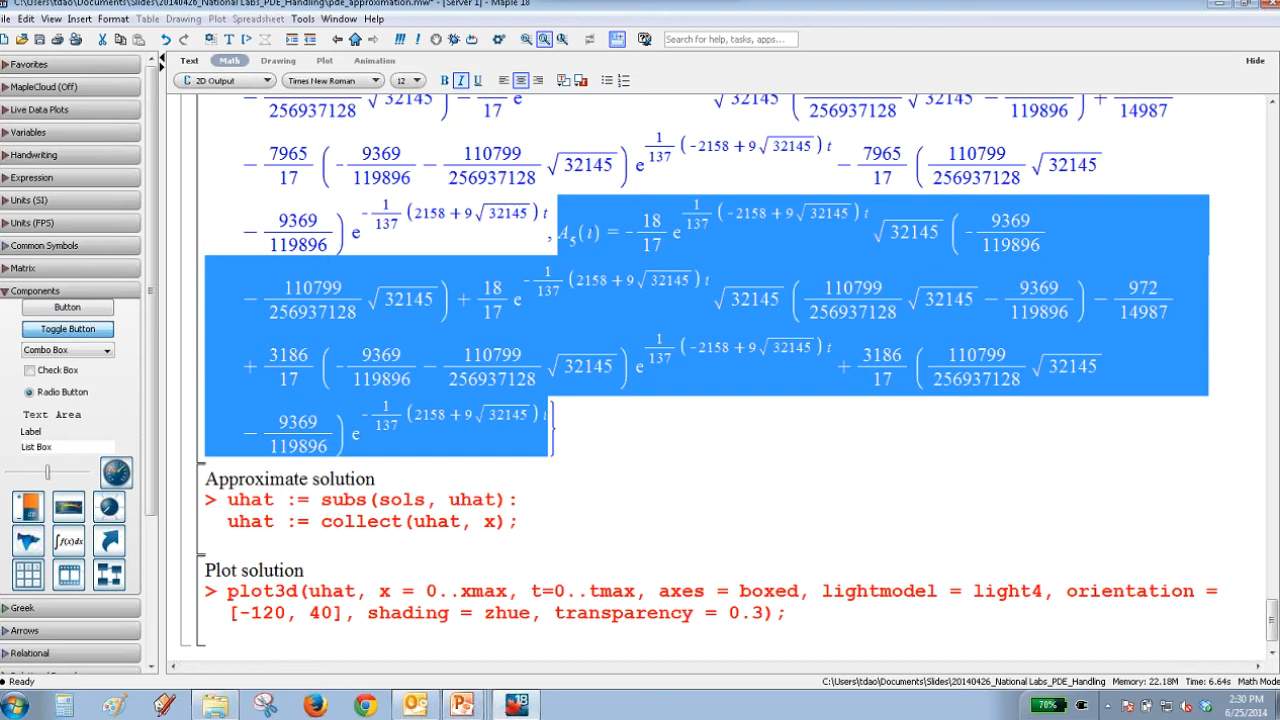 C:\Users\tdao\Documents\Slides\20140426_National Labs_PDE_Handling\pde_approximation.mw* - [Server 1] - Maple 18
File Edit View Insert Format Table Drawing Plot Spreadsheet Tools Window Help
Search for help, tasks, apps...
Text Math Drawing Plot Animation Hide
2D Output Times New Roman 12 B I U
Favorites
MapleCloud (Off)
Live Data Plots
Variables
Handwriting
Expression
Units (SI)
Units (FPS)
Common Symbols
Matrix
Components
Button
Toggle Button
Combo Box
Check Box
Radio Button
Text Area
Label
List Box
Greek
Arrows
Relational
− /256937128 √32145 ) − /17 e √32145 ( /256937128 √32145 − /119896 ) + /14987
− 7965/17 ( − 9369/119896 − 110799/256937128 √32145 ) e^(1/137 (−2158 + 9√32145) t) − 7965/17 ( 110799/256937128 √32145
− 9369/119896 ) e^(−1/137 (2158 + 9√32145) t) , A_5(t) = − 18/17 e^(1/137 (−2158 + 9√32145) t) √32145 ( − 9369/119896
− 110799/256937128 √32145 ) + 18/17 e^(−1/137 (2158 + 9√32145) t) √32145 ( 110799/256937128 √32145 − 9369/119896 ) − 972/14987
+ 3186/17 ( − 9369/119896 − 110799/256937128 √32145 ) e^(1/137 (−2158 + 9√32145) t) + 3186/17 ( 110799/256937128 √32145
− 9369/119896 ) e^(−1/137 (2158 + 9√32145) t) }
Approximate solution
> uhat := subs(sols, uhat):
uhat := collect(uhat, x);
Plot solution
> plot3d(uhat, x = 0..xmax, t=0..tmax, axes = boxed, lightmodel = light4, orientation =
[-120, 40], shading = zhue, transparency = 0.3);
Ready
C:\Users\tdao\Documents\Slides\20140426_National Labs_PDE_Handling Memory: 22.18M Time: 6.64s Math Mode
70%
2:30 PM
6/25/2014